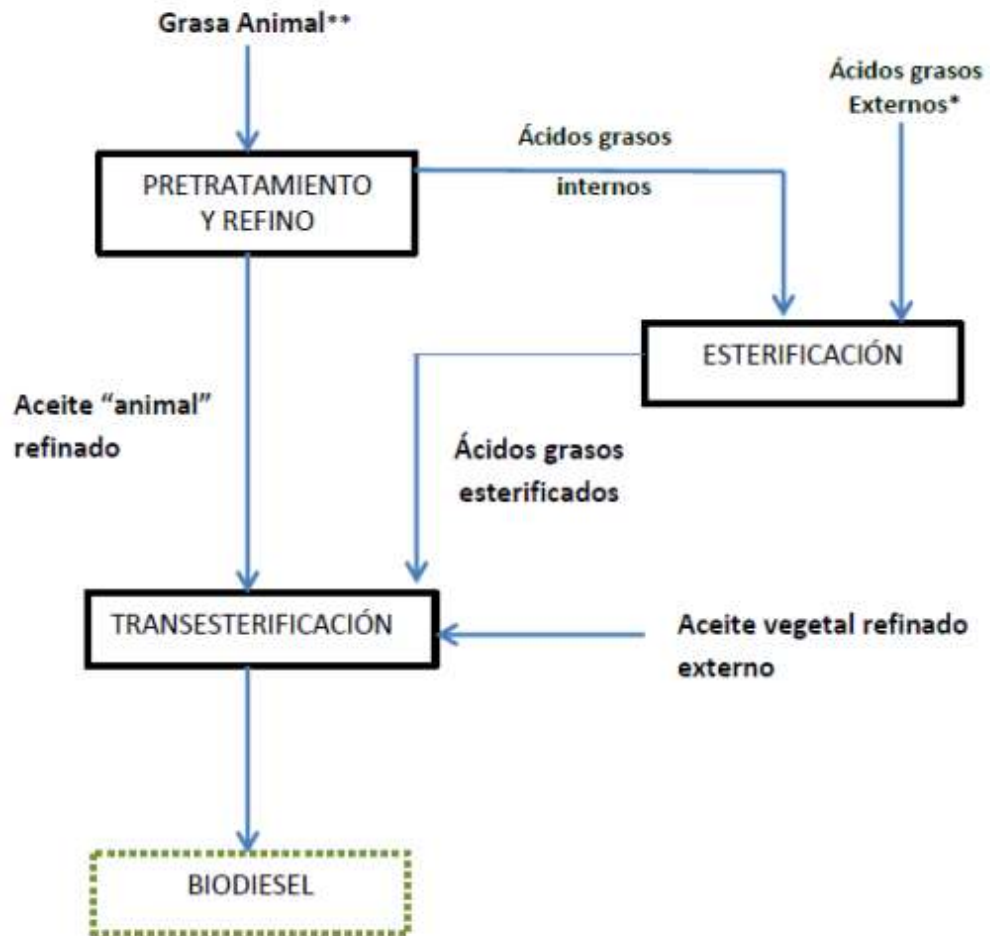 Grasa Animal**
Ácidos grasos
Externos*
Ácidos grasos
internos
PRETRATAMIENTO
Y REFINO
ESTERIFICACIÓN
Aceite “animal”
refinado
Ácidos grasos
esterificados
TRANSESTERIFICACIÓN
Aceite vegetal refinado
externo
BIODIESEL